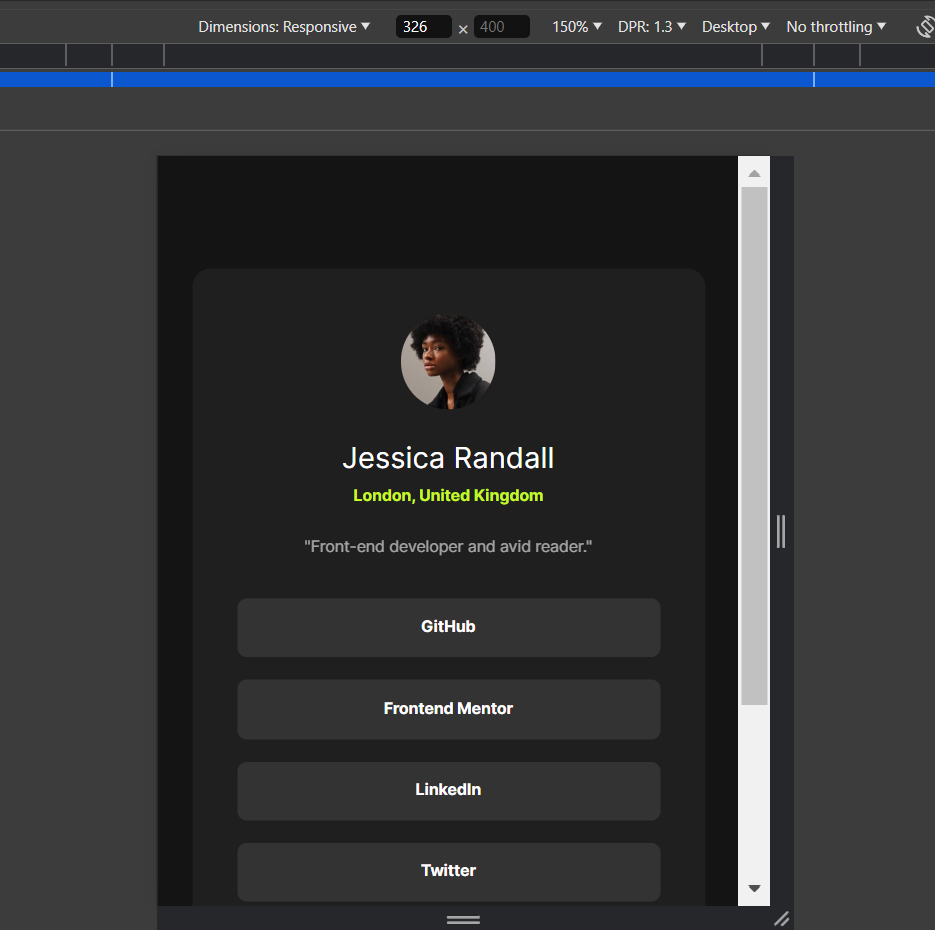 Dimensions: Responsive 326 × 400 150% DPR: 1.3 Desktop No throttling
Jessica Randall
London, United Kingdom
"Front-end developer and avid reader."
GitHub
Frontend Mentor
LinkedIn
Twitter